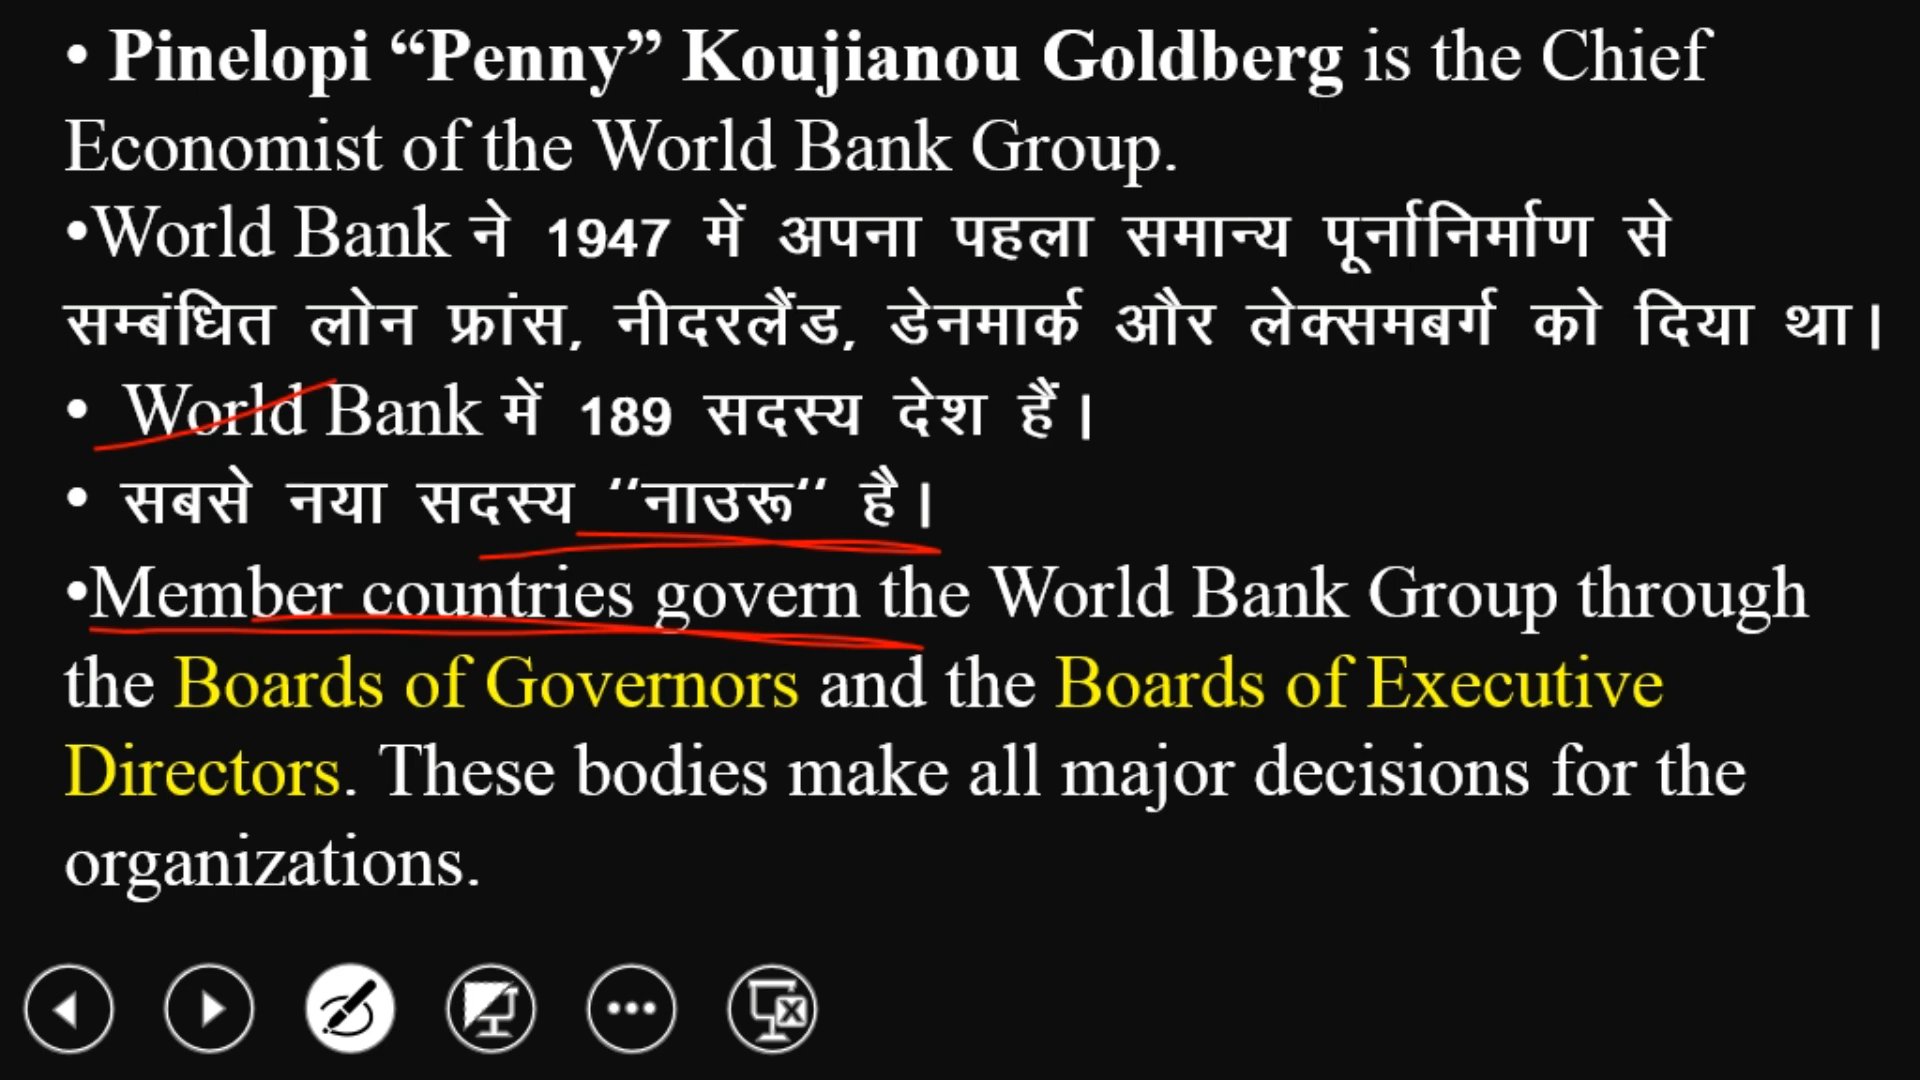 • Pinelopi “Penny” Koujianou Goldberg is the Chief
Economist of the World Bank Group.
•World Bank ने 1947 में अपना पहला समान्य पूर्नार्निर्माण से
सम्बंधित लोन फ्रांस, नीदरलैंड, डेनमार्क और लेक्समबर्ग को दिया था।
• World Bank में 189 सदस्य देश हैं।
• सबसे नया सदस्य “नाउरू” है।
•Member countries govern the World Bank Group through
the Boards of Governors and the Boards of Executive
Directors. These bodies make all major decisions for the
organizations.